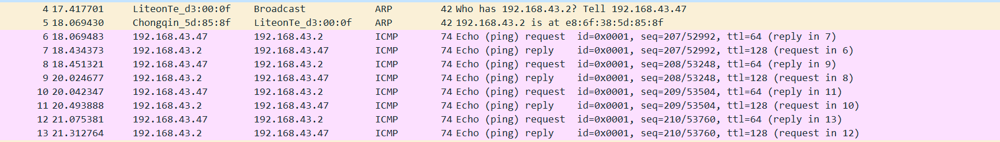 4 17.417701 LiteonTe_d3:00:0f Broadcast ARP 42 Who has 192.168.43.2? Tell 192.168.43.47
5 18.069430 Chongqin_5d:85:8f LiteonTe_d3:00:0f ARP 42 192.168.43.2 is at e8:6f:38:5d:85:8f
6 18.069483 192.168.43.47 192.168.43.2 ICMP 74 Echo (ping) request id=0x0001, seq=207/52992, ttl=64 (reply in 7)
7 18.434373 192.168.43.2 192.168.43.47 ICMP 74 Echo (ping) reply id=0x0001, seq=207/52992, ttl=128 (request in 6)
8 18.451321 192.168.43.47 192.168.43.2 ICMP 74 Echo (ping) request id=0x0001, seq=208/53248, ttl=64 (reply in 9)
9 20.024677 192.168.43.2 192.168.43.47 ICMP 74 Echo (ping) reply id=0x0001, seq=208/53248, ttl=128 (request in 8)
10 20.042347 192.168.43.47 192.168.43.2 ICMP 74 Echo (ping) request id=0x0001, seq=209/53504, ttl=64 (reply in 11)
11 20.493888 192.168.43.2 192.168.43.47 ICMP 74 Echo (ping) reply id=0x0001, seq=209/53504, ttl=128 (request in 10)
12 21.075381 192.168.43.47 192.168.43.2 ICMP 74 Echo (ping) request id=0x0001, seq=210/53760, ttl=64 (reply in 13)
13 21.312764 192.168.43.2 192.168.43.47 ICMP 74 Echo (ping) reply id=0x0001, seq=210/53760, ttl=128 (request in 12)